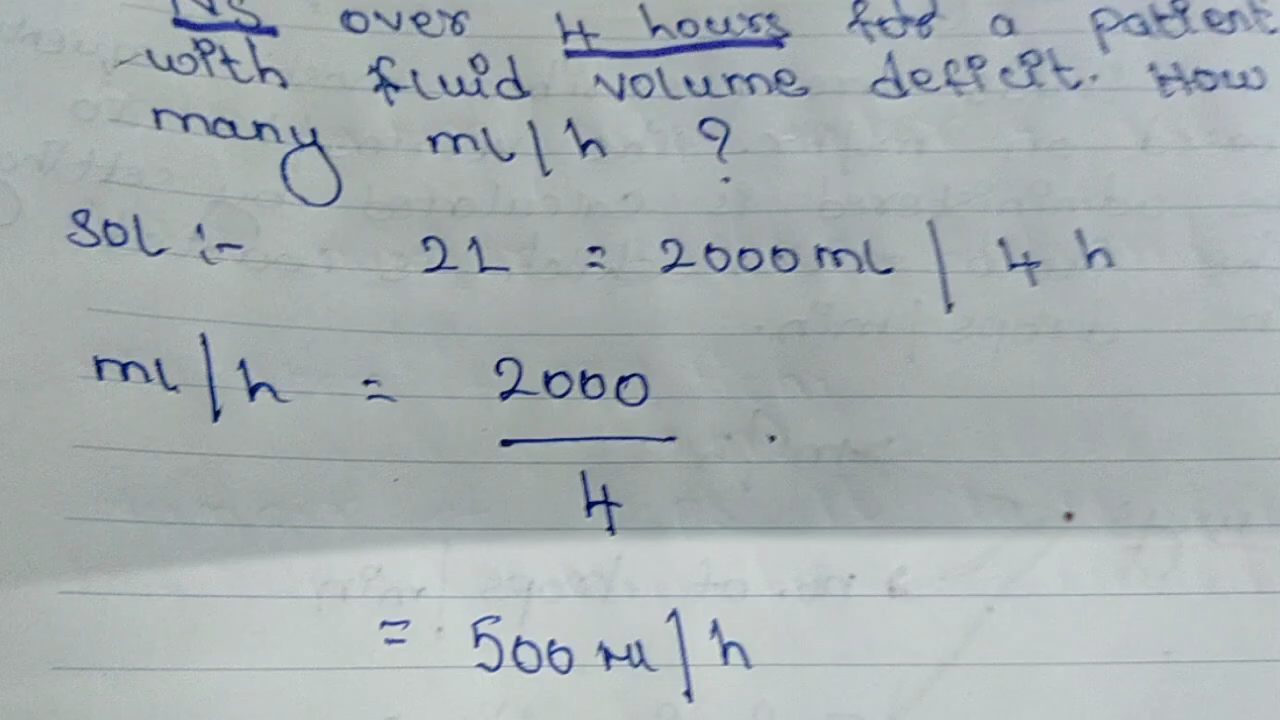 NS over 4 hours for a patient
with fluid volume deficit. How
many ml/h ?
Sol :- 2L = 2000ml / 4 h
ml/h = 2000
4
= 500 ml/h